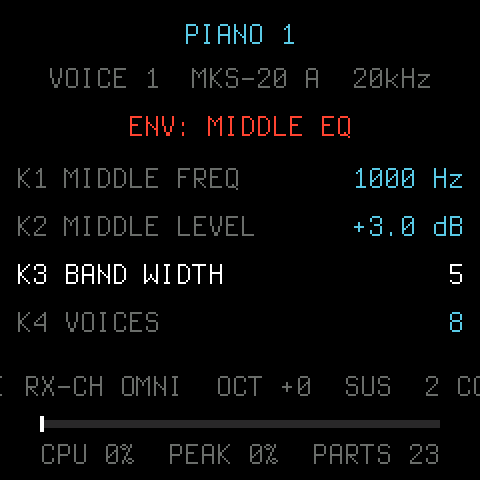 PIANO 1
VOICE 1 MKS-20 A 20kHz
ENV: MIDDLE EQ
K1 MIDDLE FREQ 1000 Hz
K2 MIDDLE LEVEL +3.0 dB
K3 BAND WIDTH 5
K4 VOICES 8
RX-CH OMNI OCT +0 SUS 2 CO
CPU 0% PEAK 0% PARTS 23